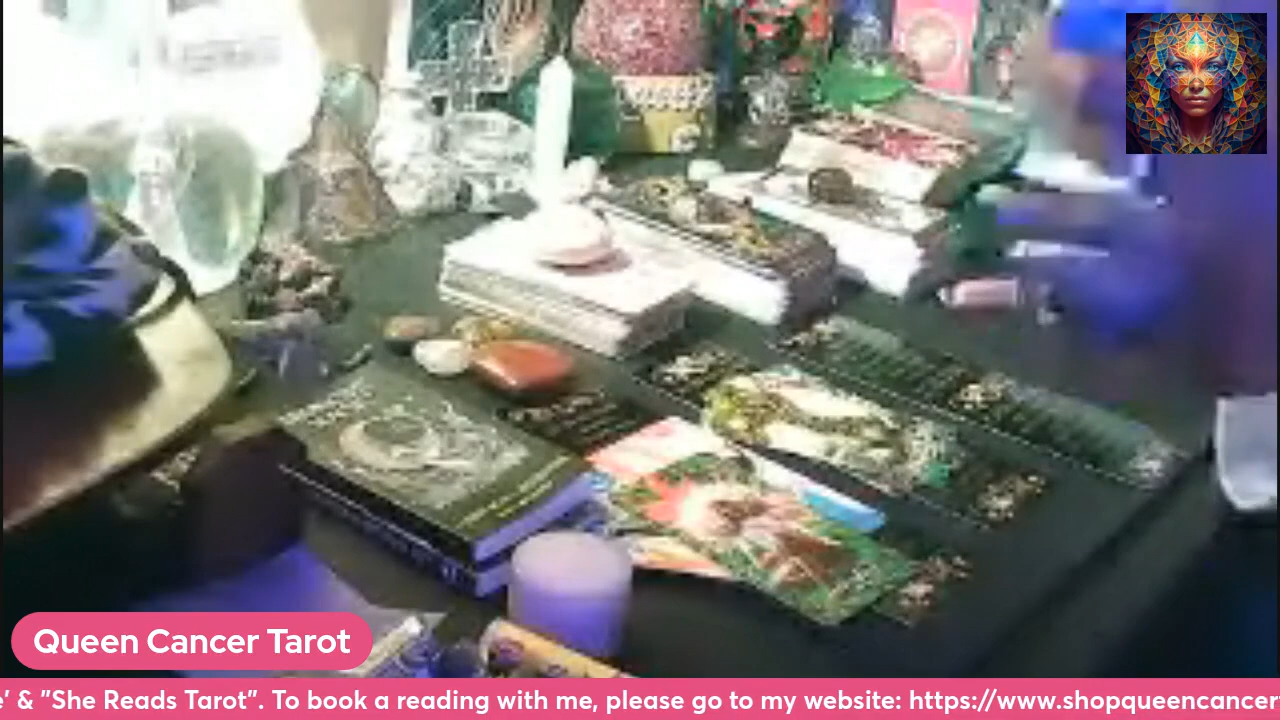 Queen Cancer Tarot
e' & "She Reads Tarot". To book a reading with me, please go to my website: https://www.shopqueencancer